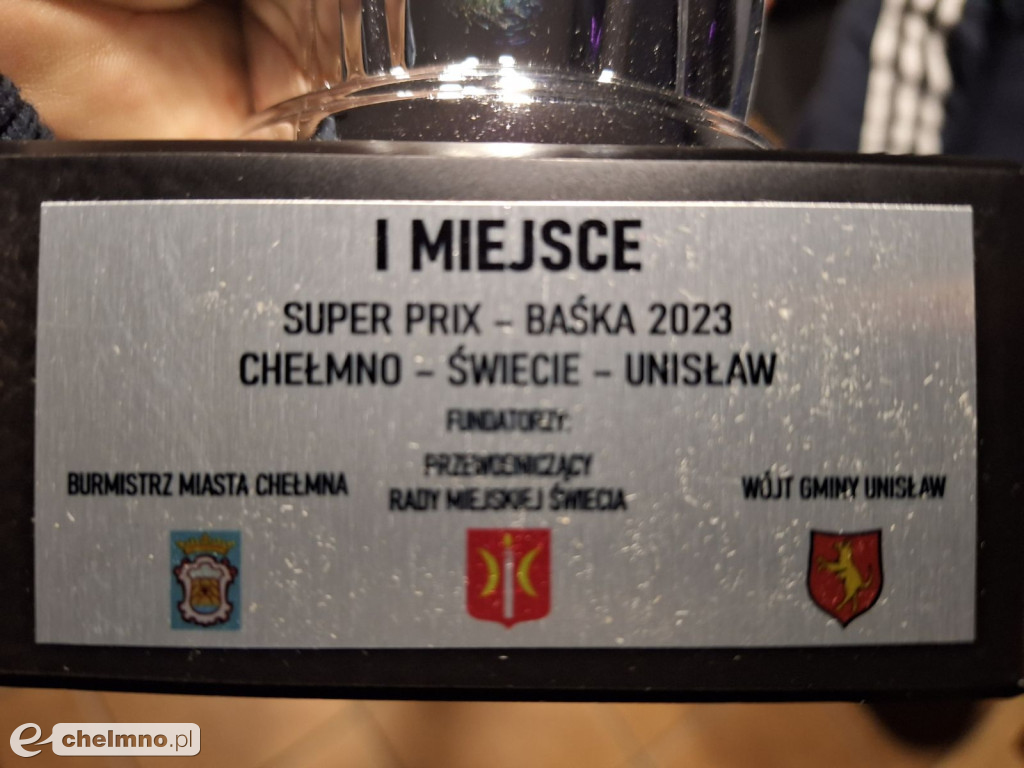 I MIEJSCE
SUPER PRIX – BAŚKA 2023
CHEŁMNO – ŚWIECIE – UNISŁAW
FUNDATORZY:
BURMISTRZ MIASTA CHEŁMNA
PRZEWODNICZĄCY
RADY MIEJSKIEJ ŚWIECIA
WÓJT GMINY UNISŁAW
e-chelmno.pl